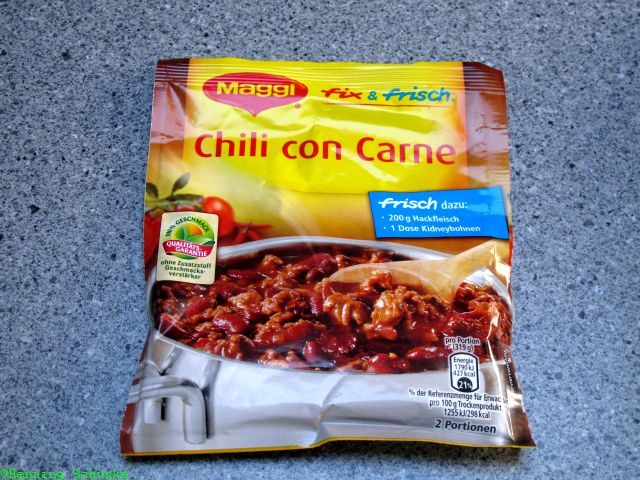 Maggi
®
fix & frisch
Chili con Carne
frisch dazu:
· 200 g Hackfleisch
· 1 Dose Kidneybohnen
100% GESCHMACK
QUALITÄTS-
GARANTIE
ohne Zusatzstoff
Geschmacks-
verstärker
pro Portion
(319 g)
Energie
1790 kJ
427 kcal
21%
% der Referenzmenge für Erwac
pro 100 g Trockenprodukt:
1255 kJ/298 kcal
2 Portionen
©Henning Schunka